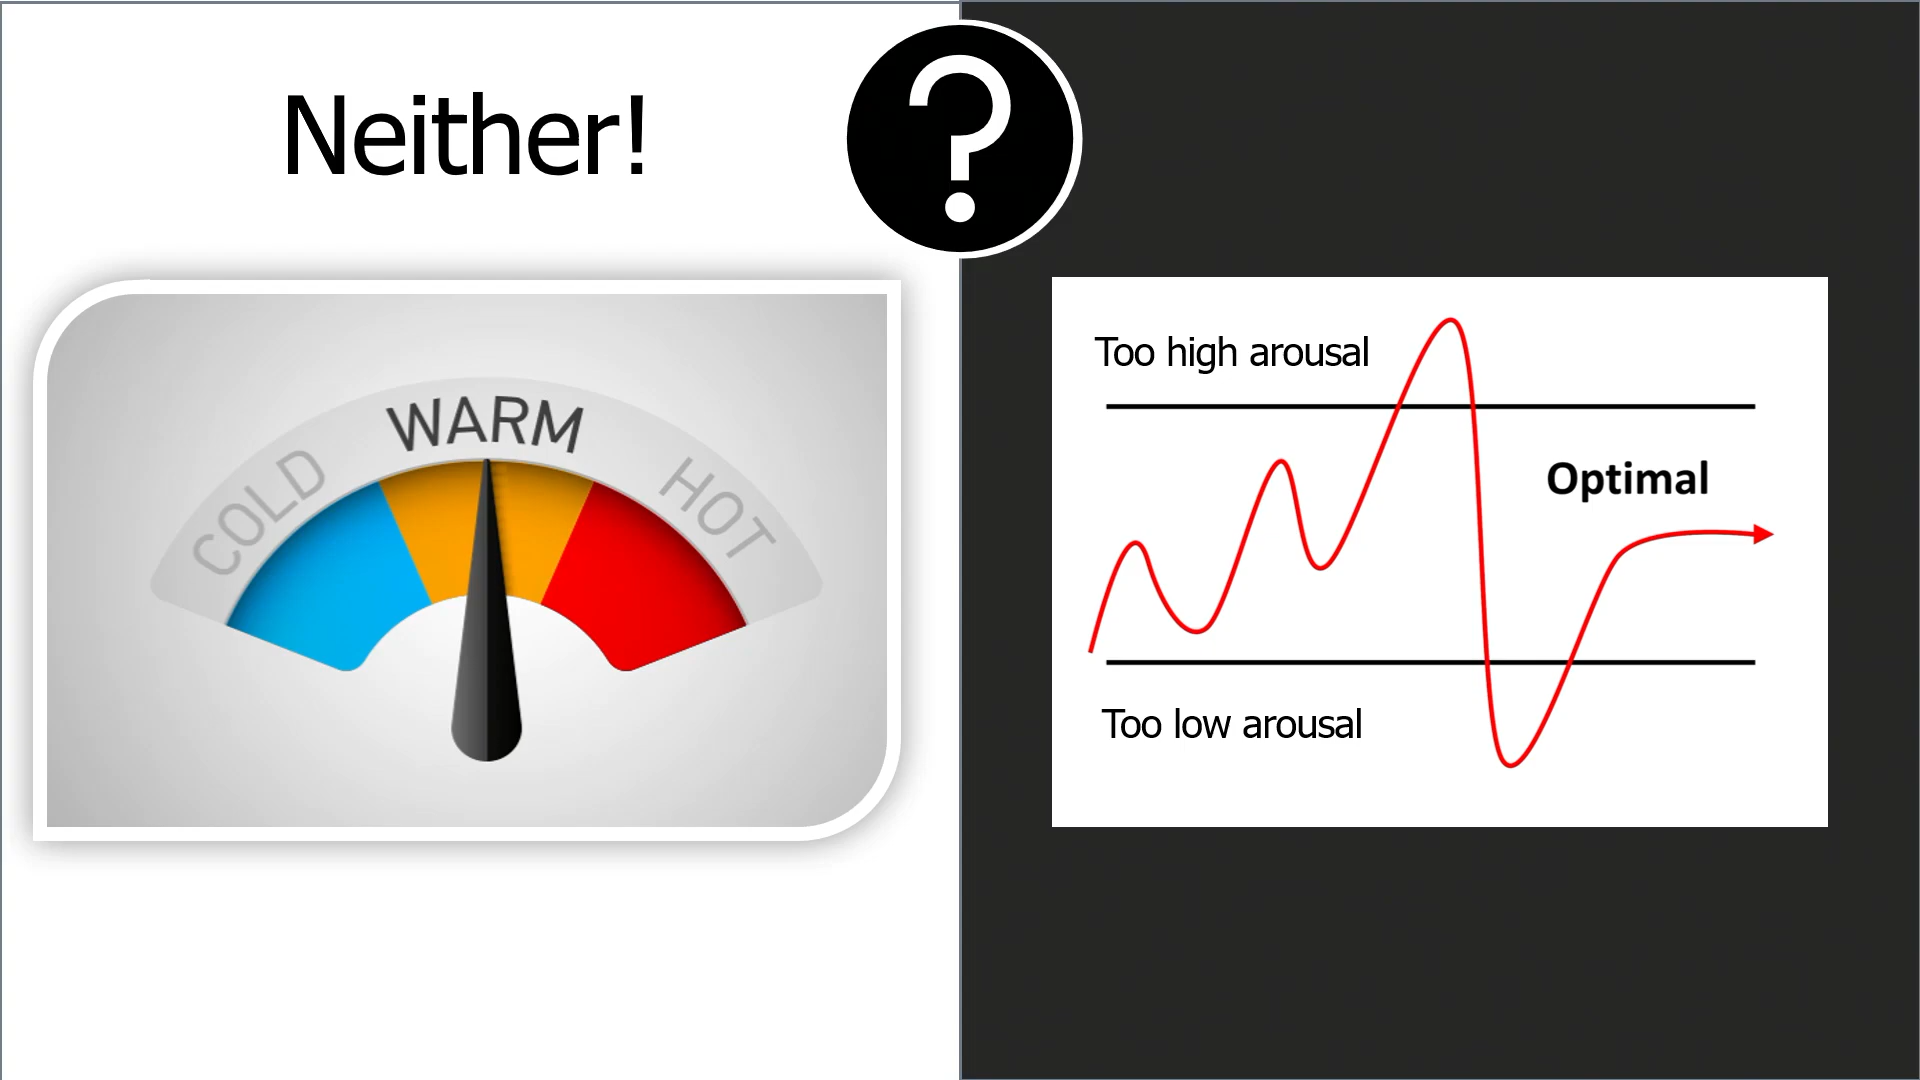 Neither!
?
COLD
WARM
HOT
Too high arousal
Optimal
Too low arousal